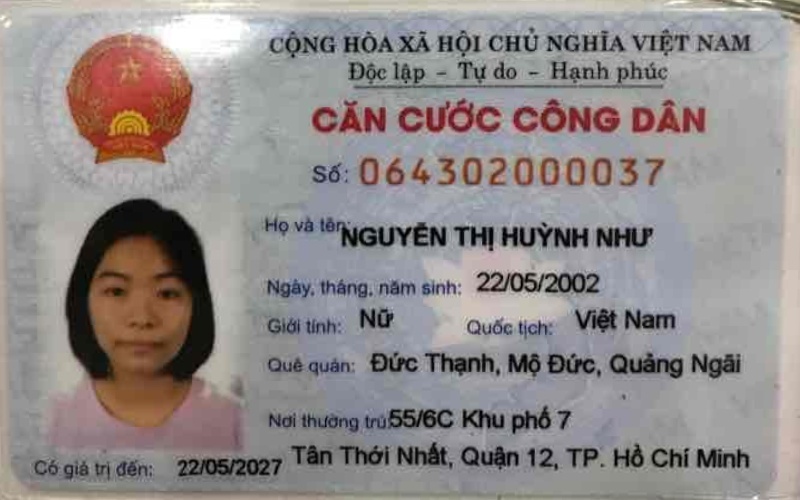 CỘNG HÒA XÃ HỘI CHỦ NGHĨA VIỆT NAM
Độc lập - Tự do - Hạnh phúc
CĂN CƯỚC CÔNG DÂN
Số: 064302000037
Họ và tên: NGUYỄN THỊ HUỲNH NHƯ
Ngày, tháng, năm sinh: 22/05/2002
Giới tính: Nữ Quốc tịch: Việt Nam
Quê quán: Đức Thạnh, Mộ Đức, Quảng Ngãi
Nơi thường trú: 55/6C Khu phố 7
Tân Thới Nhất, Quận 12, TP. Hồ Chí Minh
Có giá trị đến: 22/05/2027